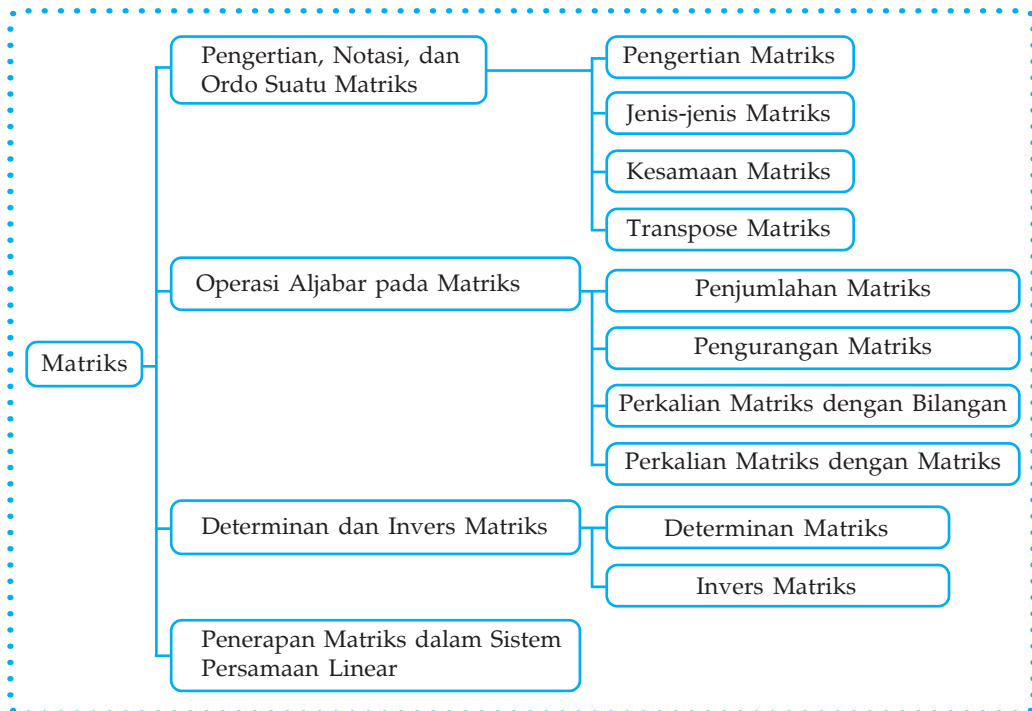 Matriks
Pengertian, Notasi, dan
Ordo Suatu Matriks
Pengertian Matriks
Jenis-jenis Matriks
Kesamaan Matriks
Transpose Matriks
Operasi Aljabar pada Matriks
Penjumlahan Matriks
Pengurangan Matriks
Perkalian Matriks dengan Bilangan
Perkalian Matriks dengan Matriks
Determinan dan Invers Matriks
Determinan Matriks
Invers Matriks
Penerapan Matriks dalam Sistem
Persamaan Linear